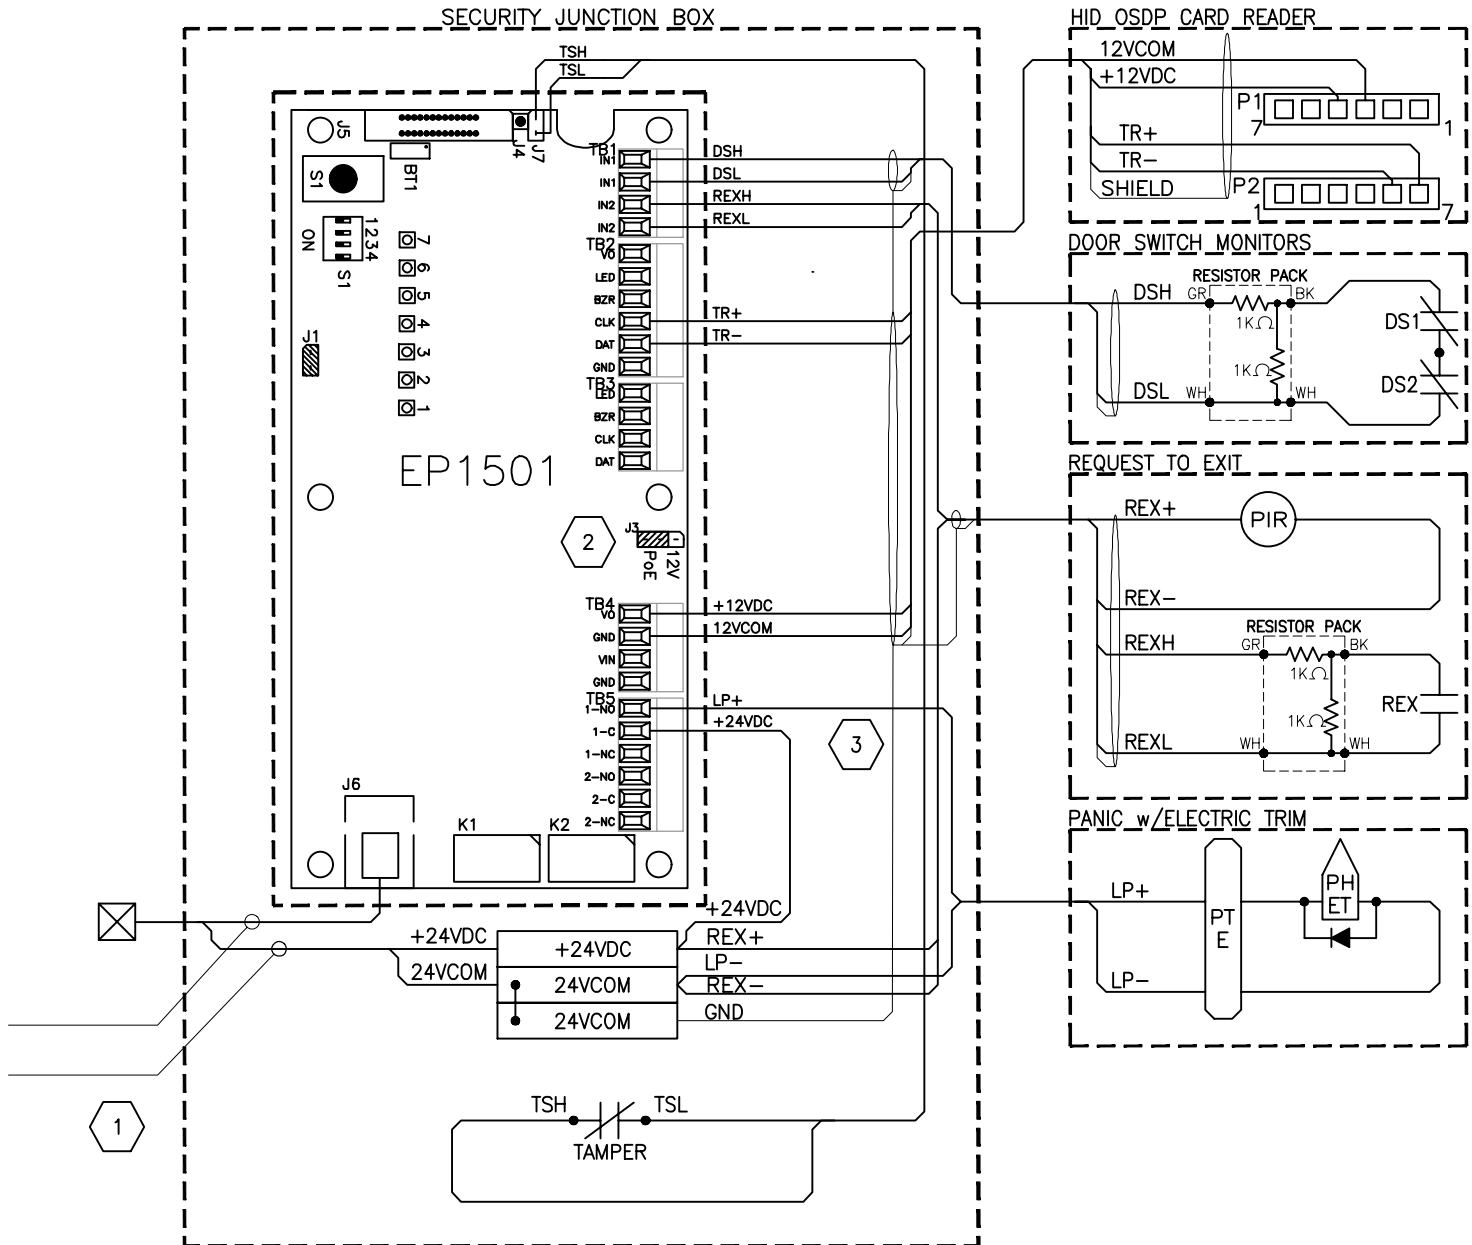 SECURITY JUNCTION BOX
TSH
TSL
J5
J4
J7
BT1
S1
ON
1234
S1
7
6
5
4
3
2
1
J1
EP1501
TB1
IN1
DSH
IN1
DSL
IN2
REXH
IN2
REXL
TB2
VO
LED
BZR
CLK
TR+
DAT
TR-
GND
TB3
LED
BZR
CLK
DAT
2
J3
PoE
12V
TB4
VO
+12VDC
GND
12VCOM
VIN
GND
TB5
1-NO
LP+
1-C
+24VDC
1-NC
2-NO
2-C
2-NC
3
J6
K1
K2
+24VDC
+24VDC
+24VDC
REX+
LP-
24VCOM
24VCOM
REX-
24VCOM
GND
1
TSH
TSL
TAMPER
HID OSDP CARD READER
12VCOM
+12VDC
P1
7
1
TR+
TR-
SHIELD
P2
1
7
DOOR SWITCH MONITORS
RESISTOR PACK
DSH
GR
BK
1KΩ
DS1
1KΩ
DS2
DSL
WH
WH
REQUEST TO EXIT
REX+
PIR
REX-
RESISTOR PACK
REXH
GR
BK
1KΩ
REX
1KΩ
REXL
WH
WH
PANIC w/ELECTRIC TRIM
LP+
PT
E
PH
ET
LP-